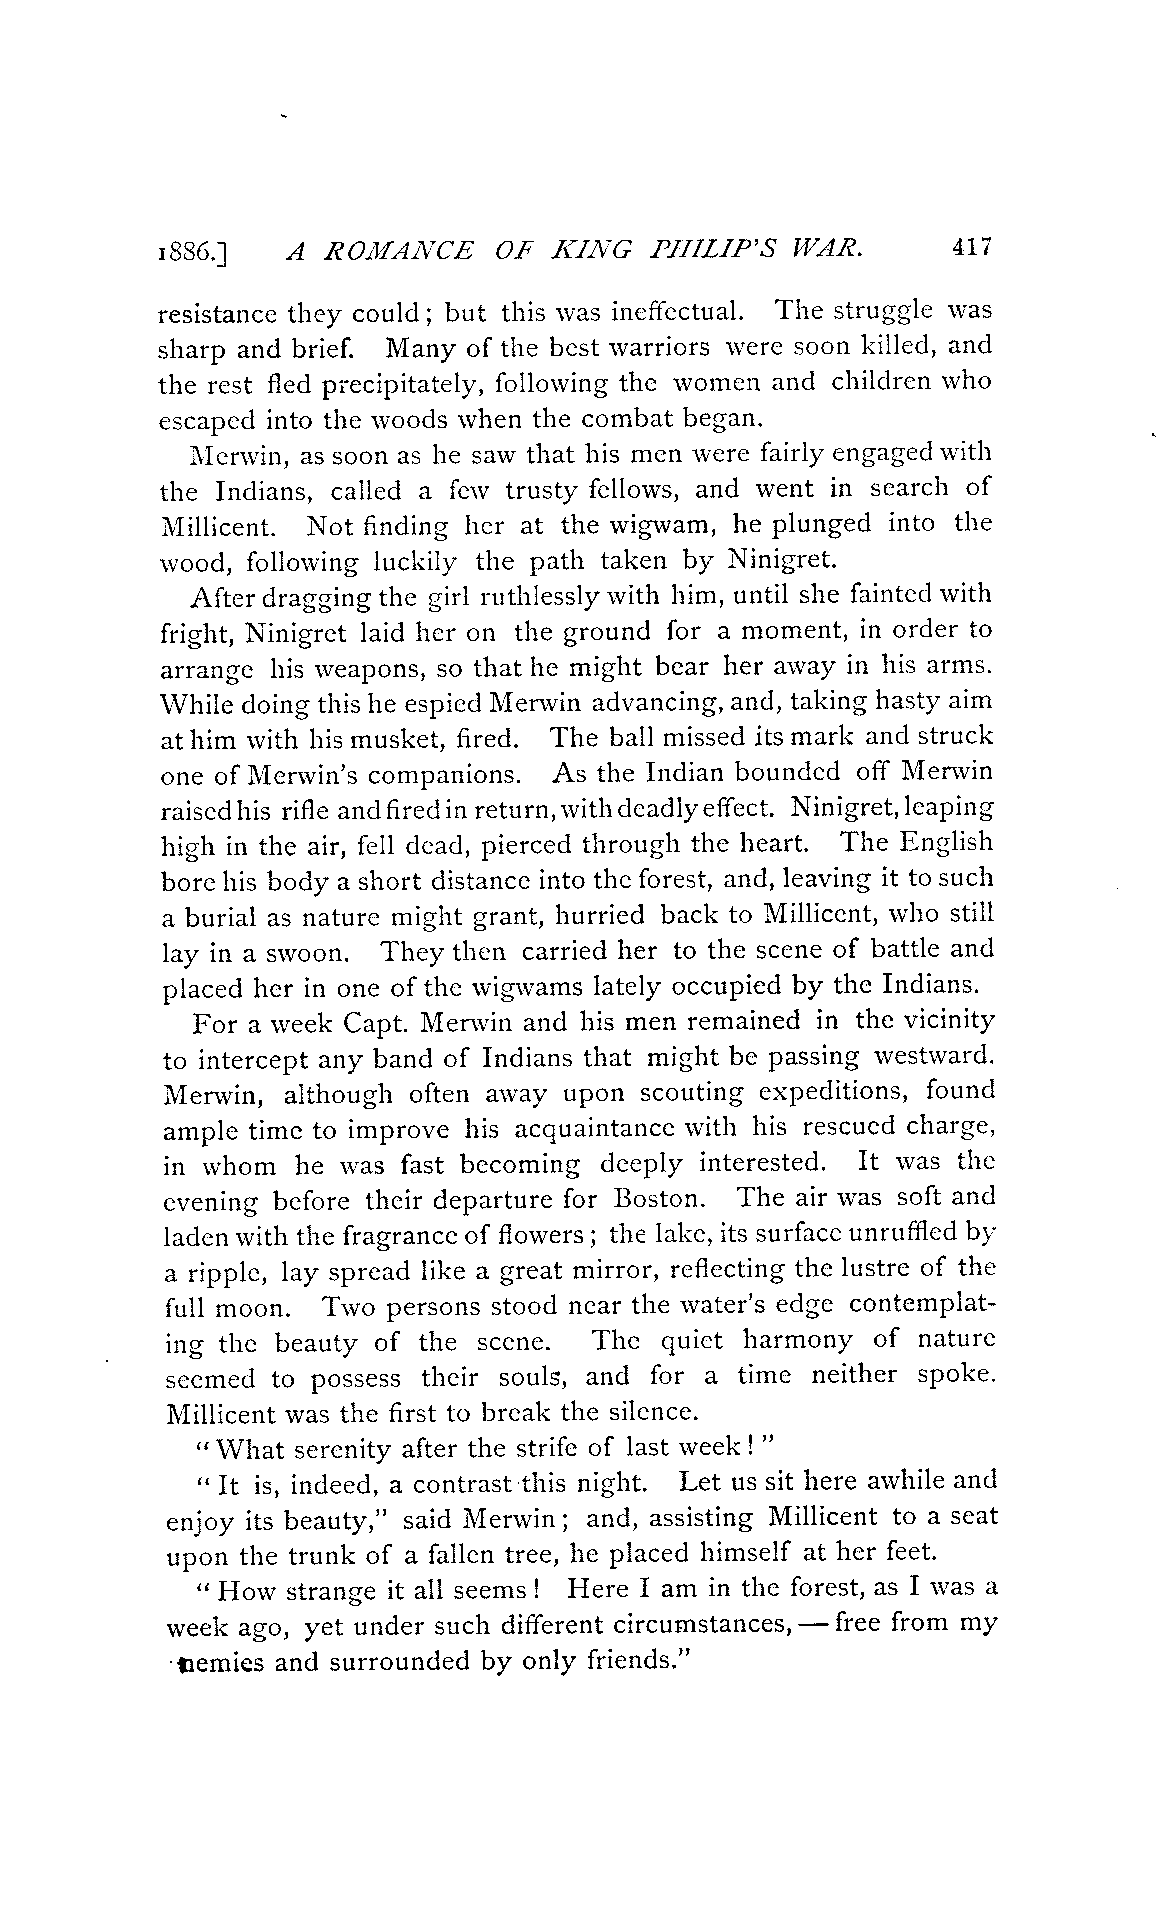 1886.] A ROMANCE OF KING PHILIP'S WAR. 417
resistance they could; but this was ineffectual. The struggle was
sharp and brief. Many of the best warriors were soon killed, and
the rest fled precipitately, following the women and children who
escaped into the woods when the combat began.
Merwin, as soon as he saw that his men were fairly engaged with
the Indians, called a few trusty fellows, and went in search of
Millicent. Not finding her at the wigwam, he plunged into the
wood, following luckily the path taken by Ninigret.
After dragging the girl ruthlessly with him, until she fainted with
fright, Ninigret laid her on the ground for a moment, in order to
arrange his weapons, so that he might bear her away in his arms.
While doing this he espied Merwin advancing, and, taking hasty aim
at him with his musket, fired. The ball missed its mark and struck
one of Merwin's companions. As the Indian bounded off Merwin
raised his rifle and fired in return, with deadly effect. Ninigret, leaping
high in the air, fell dead, pierced through the heart. The English
bore his body a short distance into the forest, and, leaving it to such
a burial as nature might grant, hurried back to Millicent, who still
lay in a swoon. They then carried her to the scene of battle and
placed her in one of the wigwams lately occupied by the Indians.
For a week Capt. Merwin and his men remained in the vicinity
to intercept any band of Indians that might be passing westward.
Merwin, although often away upon scouting expeditions, found
ample time to improve his acquaintance with his rescued charge,
in whom he was fast becoming deeply interested. It was the
evening before their departure for Boston. The air was soft and
laden with the fragrance of flowers; the lake, its surface unruffled by
a ripple, lay spread like a great mirror, reflecting the lustre of the
full moon. Two persons stood near the water's edge contemplat-
ing the beauty of the scene. The quiet harmony of nature
seemed to possess their souls, and for a time neither spoke.
Millicent was the first to break the silence.
"What serenity after the strife of last week!"
"It is, indeed, a contrast this night. Let us sit here awhile and
enjoy its beauty," said Merwin; and, assisting Millicent to a seat
upon the trunk of a fallen tree, he placed himself at her feet.
"How strange it all seems! Here I am in the forest, as I was a
week ago, yet under such different circumstances,—free from my
nemies and surrounded by only friends."